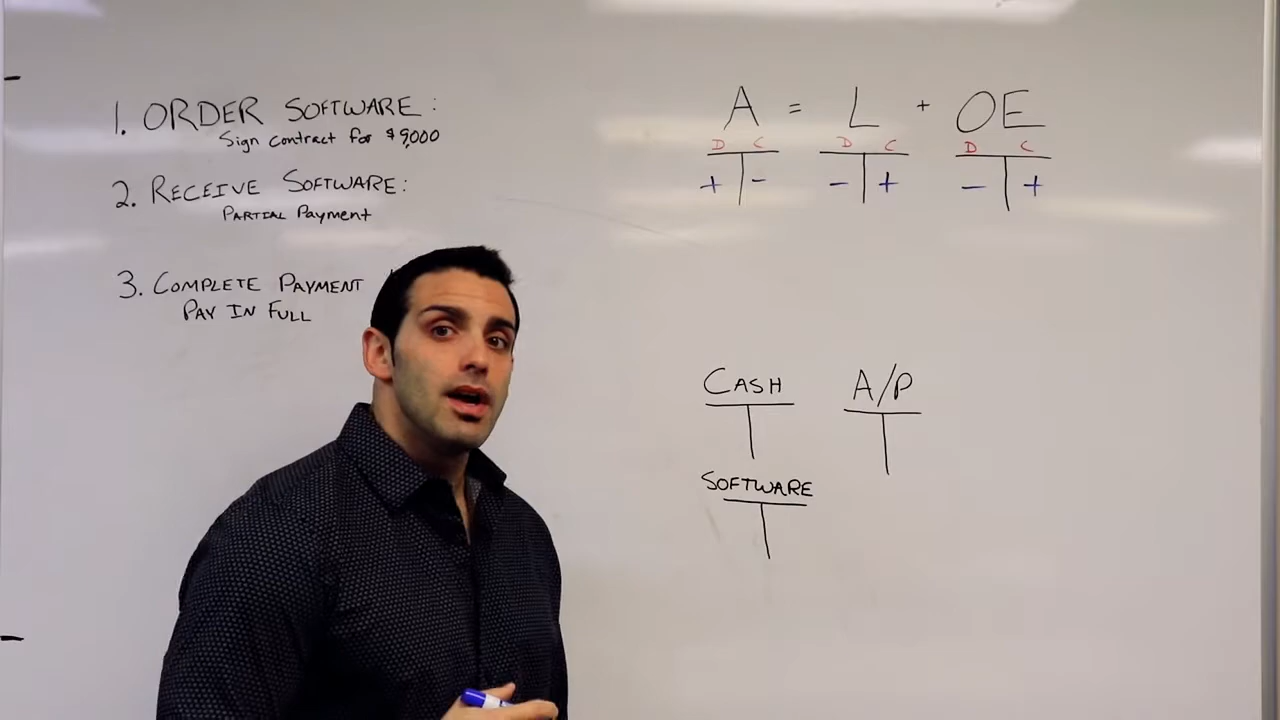 1. ORDER SOFTWARE:
Sign contract for $9,000
2. RECEIVE SOFTWARE:
PARTIAL Payment
3. COMPLETE PAYMENT
PAY IN FULL
A = L + OE
D C D C D C
+ - - + - +
CASH A/P
SOFTWARE